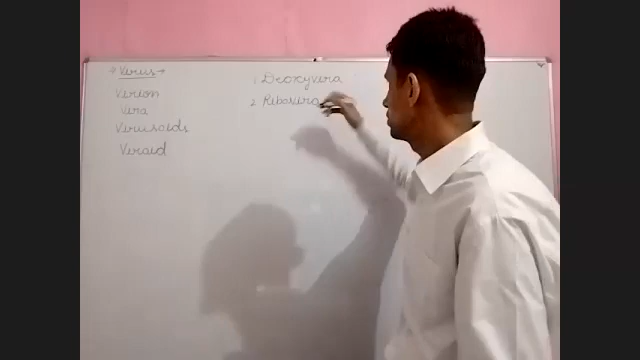 → Virus →
Virion
Vira
Virusoids
Viroid
1. Deoxyvira
2. Ribovira